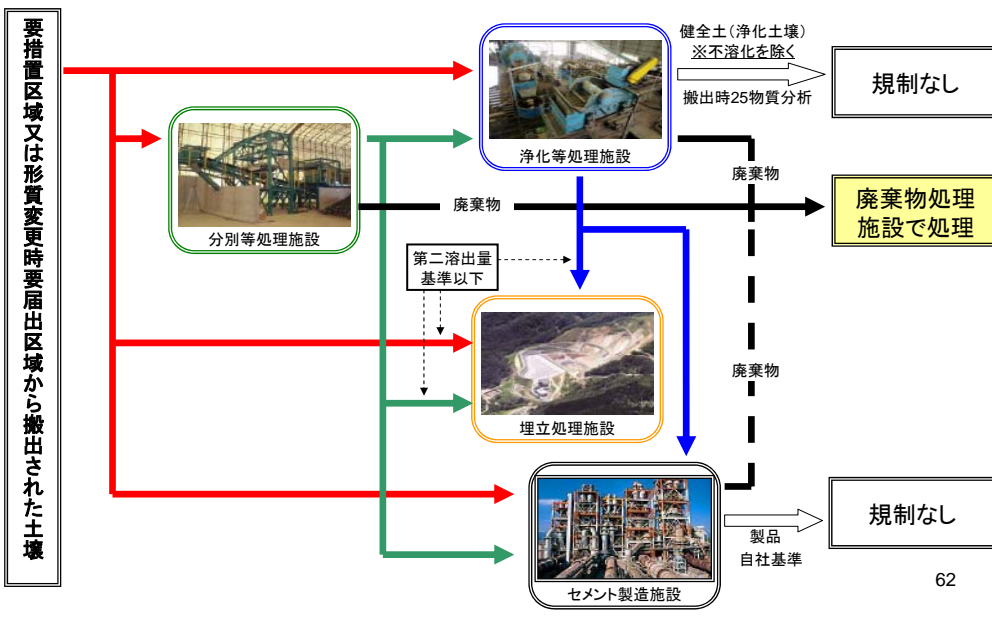 要措置区域又は形質変更時要届出区域から搬出された土壌
健全土（浄化土壌）
※不溶化を除く
搬出時25物質分析
規制なし
浄化等処理施設
廃棄物
廃棄物
廃棄物処理
施設で処理
分別等処理施設
第二溶出量
基準以下
廃棄物
埋立処理施設
規制なし
製品
自社基準
セメント製造施設
62